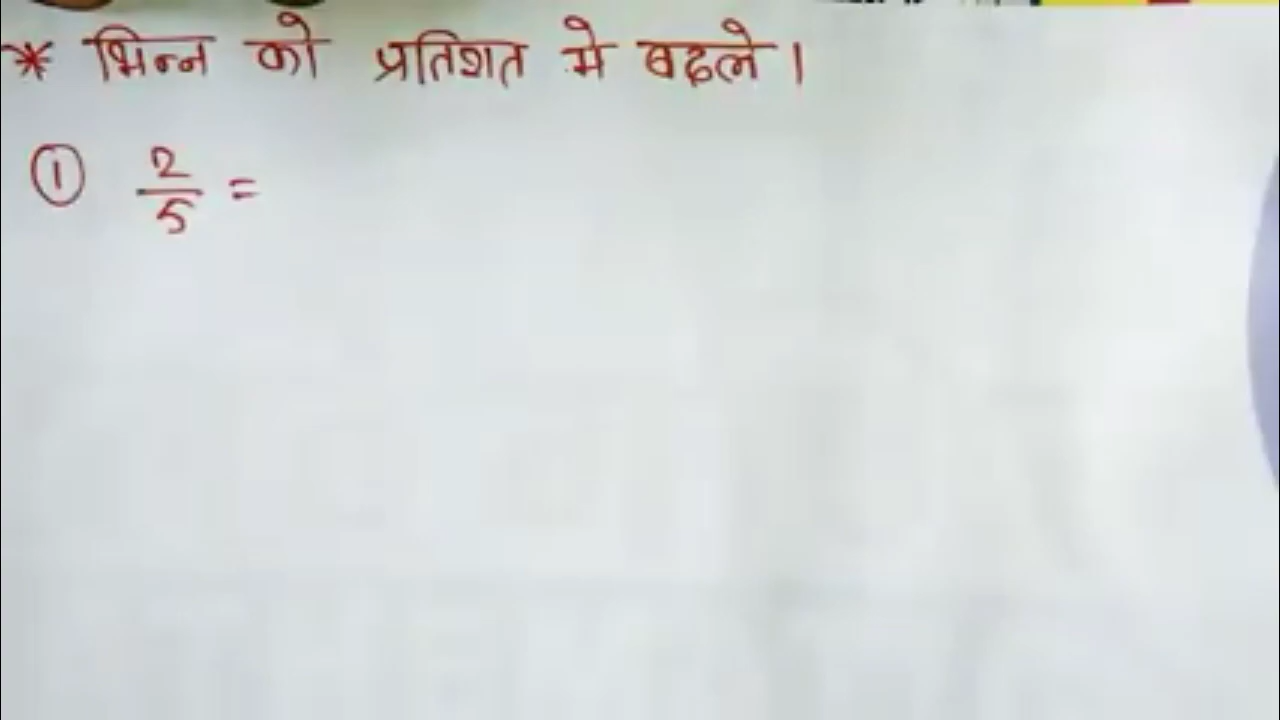 * भिन्न को प्रतिशत मे बदले।
① 2/5 =